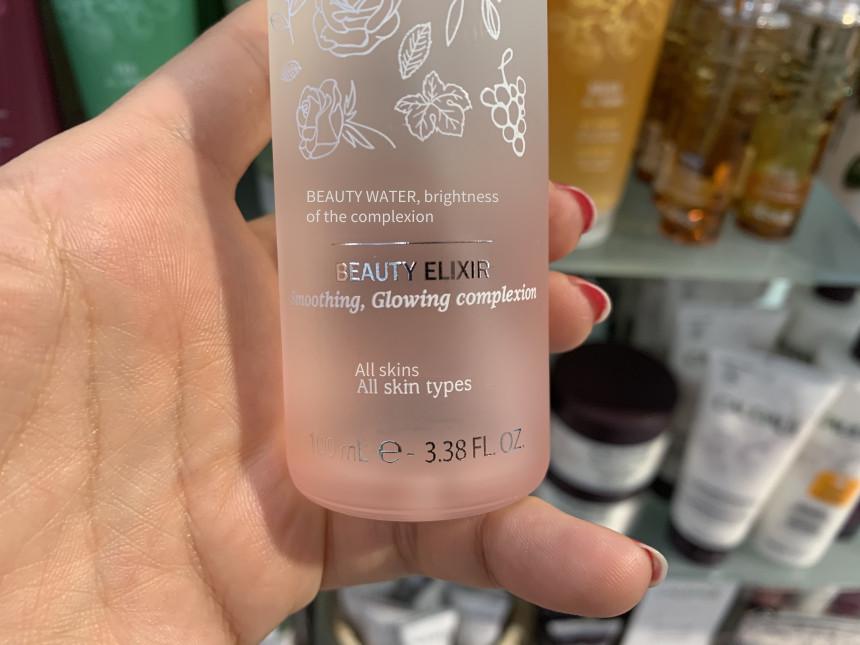 BEAUTY WATER, brightness
of the complexion
BEAUTY ELIXIR
Smoothing, Glowing complexion
All skins
All skin types
100 mL ℮ - 3.38 FL. OZ.